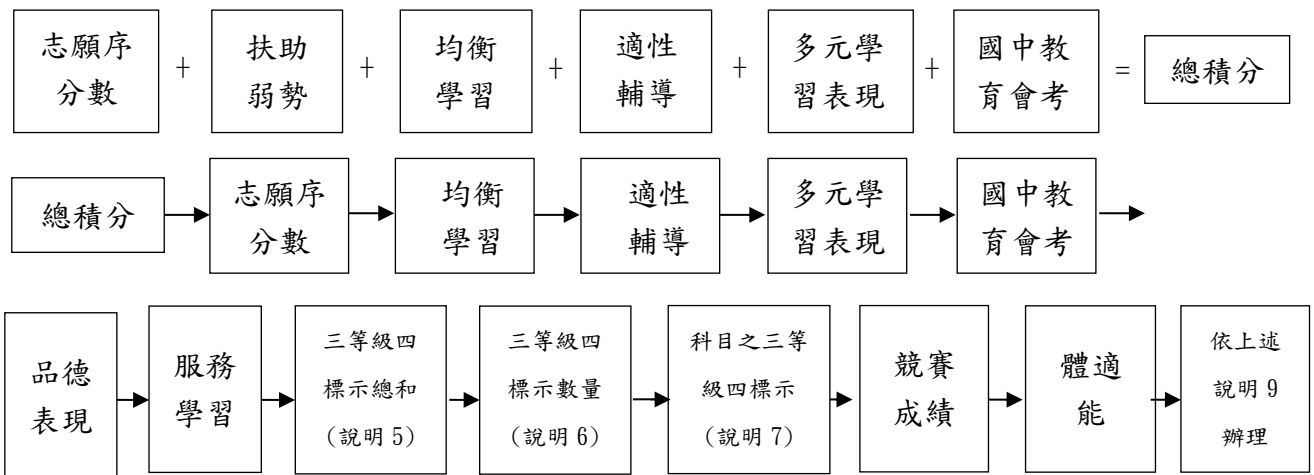 志願序 扶助 均衡 適性 多元學 國中教
+ + + + + = 總積分
分數 弱勢 學習 輔導 習表現 育會考
志願序 均衡 適性 多元學 國中教
總積分
分數 學習 輔導 習表現 育會考
三等級四 三等級四 科目之三等 依上述
品德 服務 標示總和 標示數量 級四標示 競賽 體適 說明 9
表現 學習 (說明 5) (說明 6) (說明 7) 成績 能 辦理